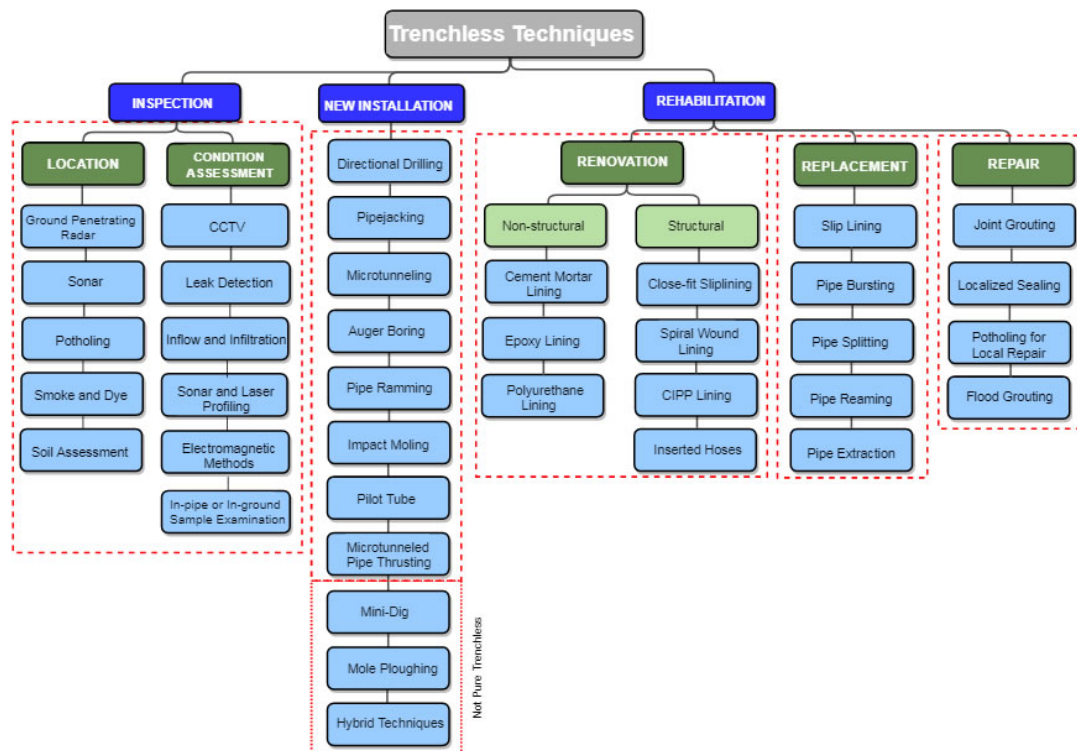 Trenchless Techniques
INSPECTION
NEW INSTALLATION
REHABILITATION
LOCATION
Ground Penetrating
Radar
Sonar
Potholing
Smoke and Dye
Soil Assessment
CONDITION
ASSESSMENT
CCTV
Leak Detection
Inflow and Infiltration
Sonar and Laser
Profiling
Electromagnetic
Methods
In-pipe or In-ground
Sample Examination
Directional Drilling
Pipejacking
Microtunneling
Auger Boring
Pipe Ramming
Impact Moling
Pilot Tube
Microtunneled
Pipe Thrusting
Mini-Dig
Mole Ploughing
Hybrid Techniques
Not Pure Trenchless
RENOVATION
Non-structural
Cement Mortar
Lining
Epoxy Lining
Polyurethane
Lining
Structural
Close-fit Sliplining
Spiral Wound
Lining
CIPP Lining
Inserted Hoses
REPLACEMENT
Slip Lining
Pipe Bursting
Pipe Splitting
Pipe Reaming
Pipe Extraction
REPAIR
Joint Grouting
Localized Sealing
Potholing for
Local Repair
Flood Grouting